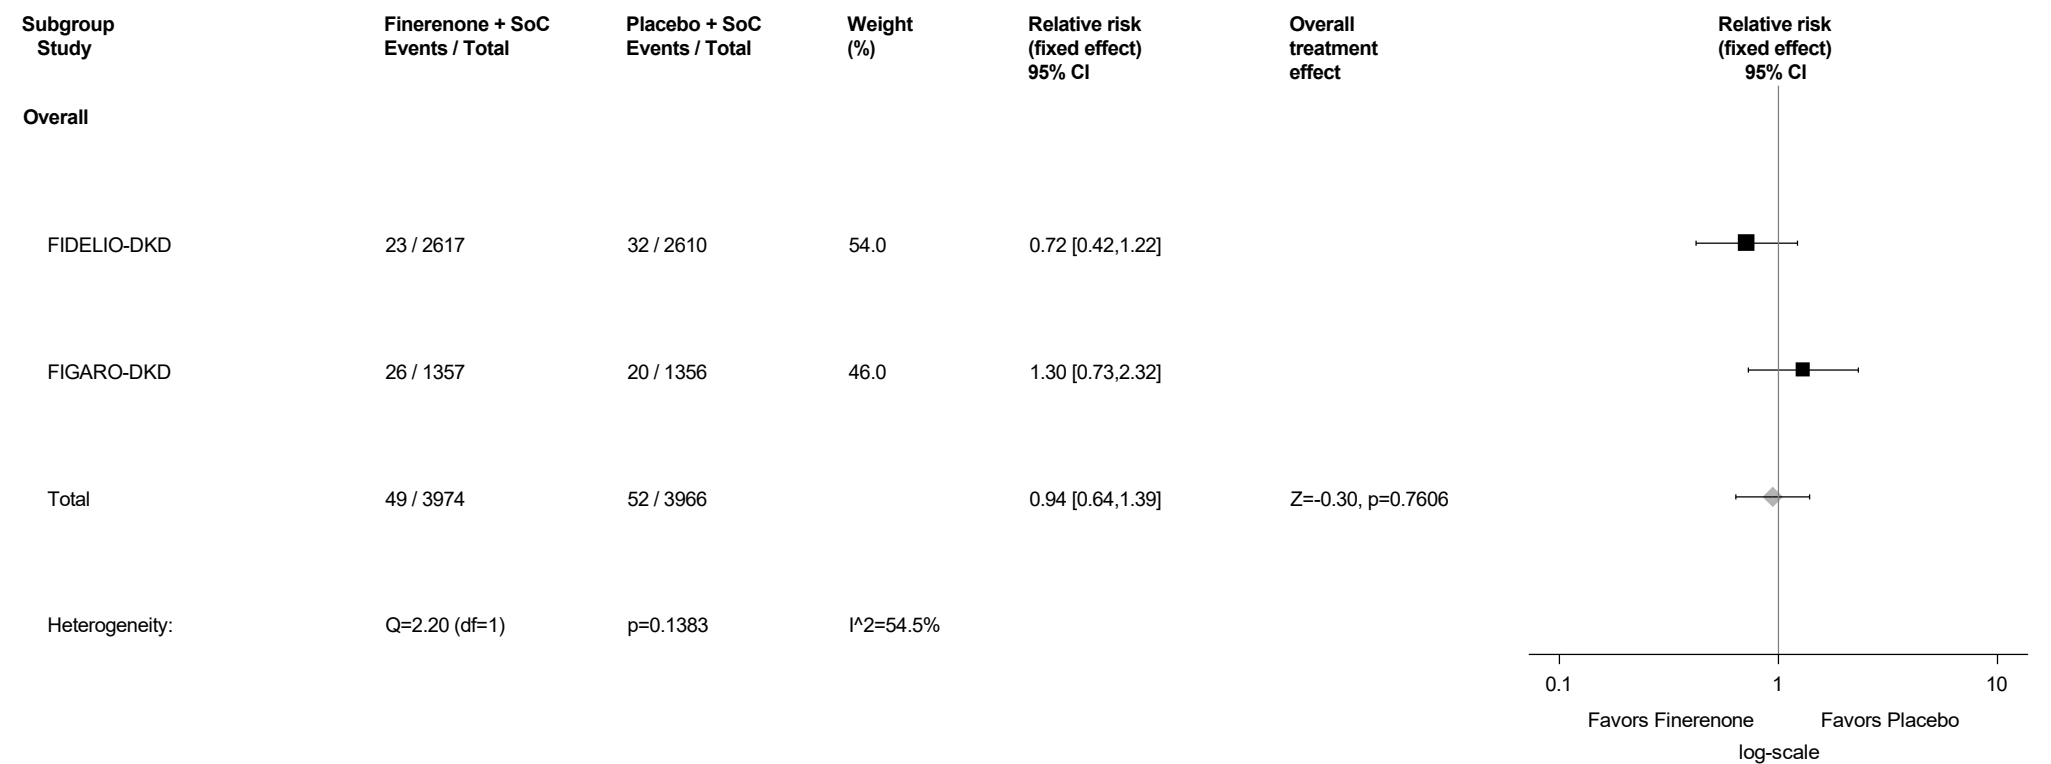 Subgroup Finerenone + SoC Placebo + SoC Weight Relative risk Overall Relative risk
Study Events / Total Events / Total (%) (fixed effect) treatment (fixed effect)
95% CI effect 95% CI
Overall
FIDELIO-DKD 23 / 2617 32 / 2610 54.0 0.72 [0.42,1.22]
FIGARO-DKD 26 / 1357 20 / 1356 46.0 1.30 [0.73,2.32]
Total 49 / 3974 52 / 3966 0.94 [0.64,1.39] Z=-0.30, p=0.7606
Heterogeneity: Q=2.20 (df=1) p=0.1383 I^2=54.5%
0.1 1 10
Favors Finerenone Favors Placebo
log-scale